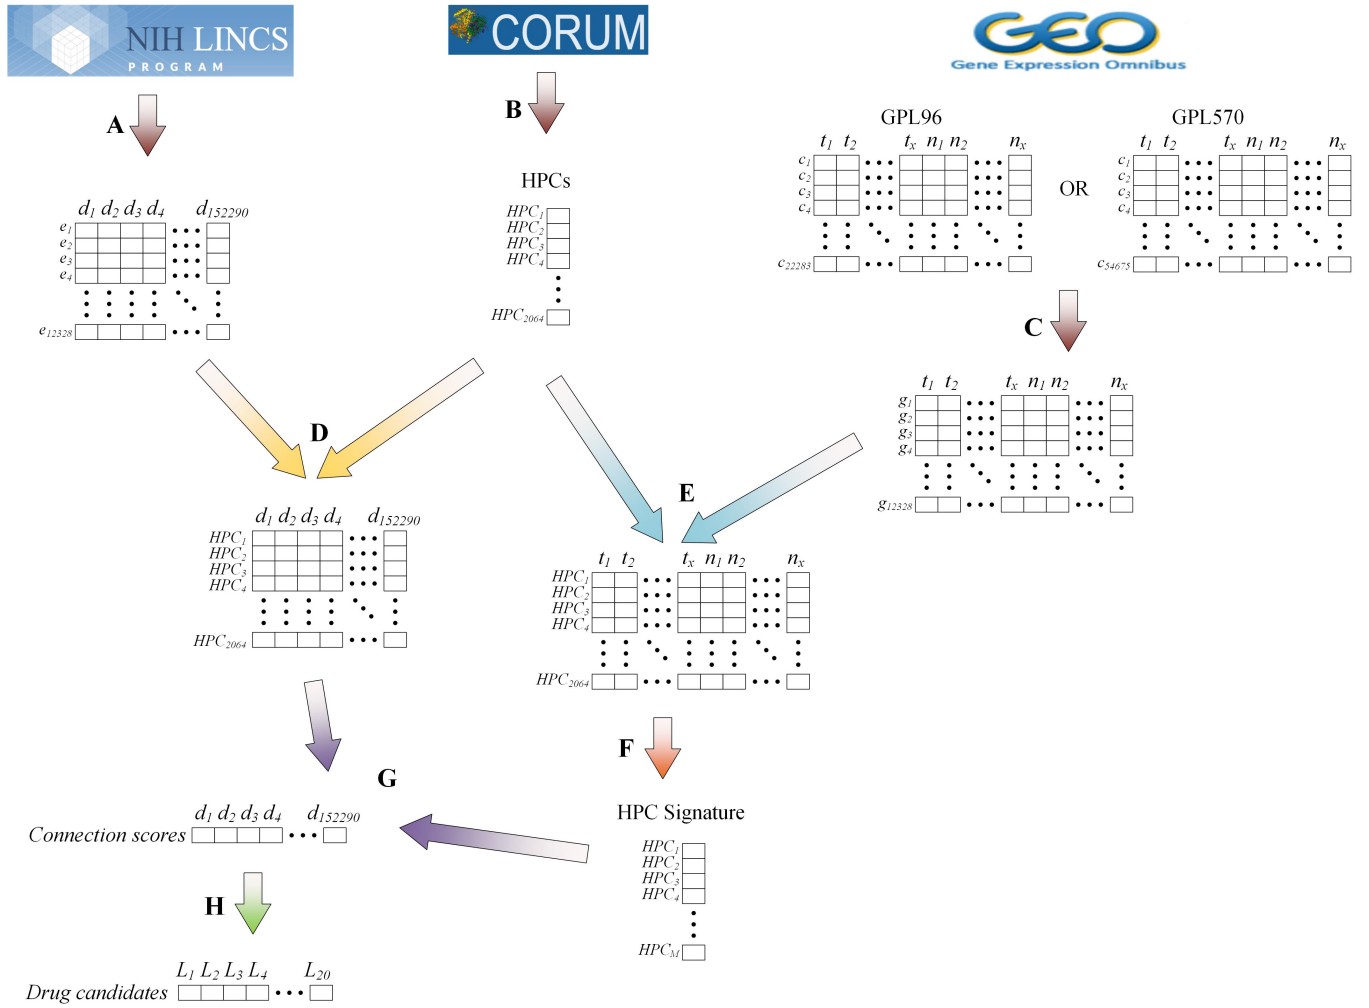 NIH LINCS
PROGRAM
CORUM
GEO
Gene Expression Omnibus
A
B
GPL96
GPL570
t1 t2 tx n1 n2 nx
c1
c2
c3
c4
c22283
OR
t1 t2 tx n1 n2 nx
c1
c2
c3
c4
c54675
HPCs
HPC1
HPC2
HPC3
HPC4
HPC2064
d1 d2 d3 d4 d152290
e1
e2
e3
e4
e12328
C
t1 t2 tx n1 n2 nx
g1
g2
g3
g4
g12328
D
E
d1 d2 d3 d4 d152290
HPC1
HPC2
HPC3
HPC4
HPC2064
t1 t2 tx n1 n2 nx
HPC1
HPC2
HPC3
HPC4
HPC2064
F
G
HPC Signature
HPC1
HPC2
HPC3
HPC4
HPCM
d1 d2 d3 d4 d152290
Connection scores
H
L1 L2 L3 L4 L20
Drug candidates